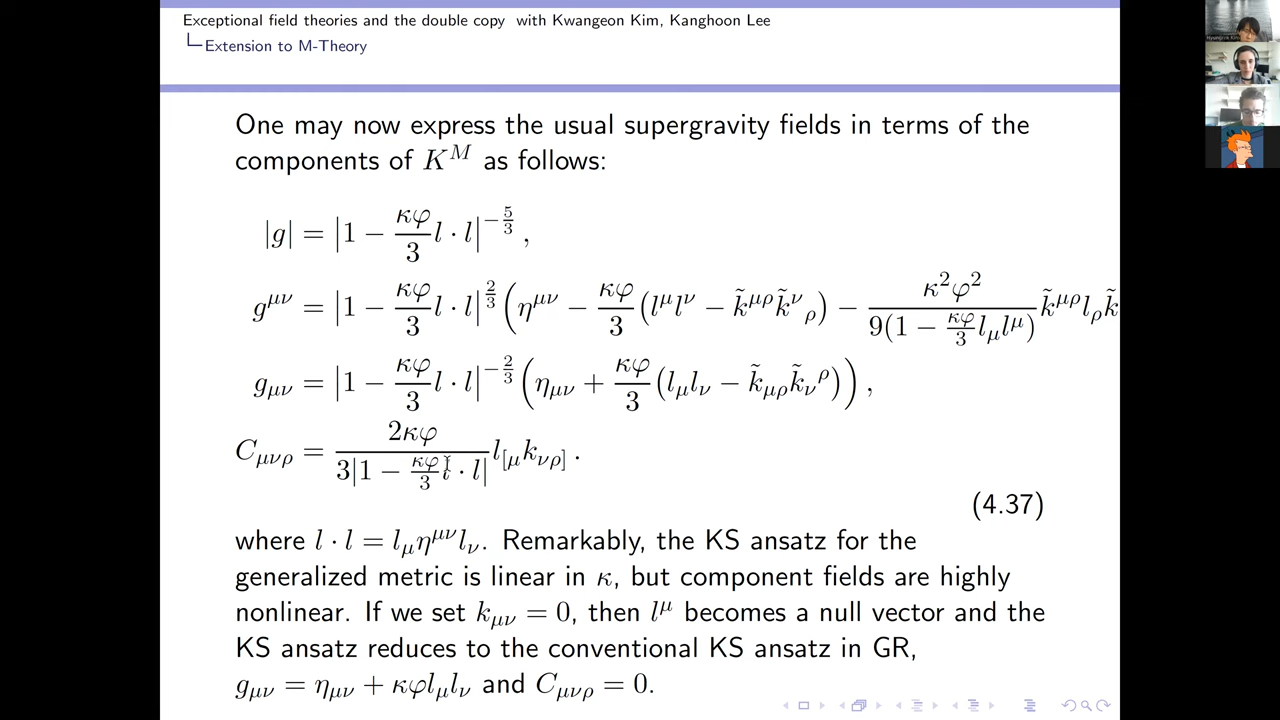 Exceptional field theories and the double copy with Kwangeon Kim, Kanghoon Lee
Extension to M-Theory
One may now express the usual supergravity fields in terms of the
components of K^M as follows:
|g| = |1 − κφ/3 l · l|^{−5/3} ,
g^{μν} = |1 − κφ/3 l · l|^{2/3} (η^{μν} − κφ/3 (l^μ l^ν − k̃^{μρ} k̃^ν_ρ) − κ²φ²/9(1 − κφ/3 l_μ l^μ) k̃^{μρ} l_ρ k̃
g_{μν} = |1 − κφ/3 l · l|^{−2/3} (η_{μν} + κφ/3 (l_μ l_ν − k̃_{μρ} k̃_ν^ρ)) ,
C_{μνρ} = 2κφ/3|1 − κφ/3 l · l| l_{[μ} k_{νρ]} .
(4.37)
where l · l = l_μ η^{μν} l_ν. Remarkably, the KS ansatz for the
generalized metric is linear in κ, but component fields are highly
nonlinear. If we set k_{μν} = 0, then l^μ becomes a null vector and the
KS ansatz reduces to the conventional KS ansatz in GR,
g_{μν} = η_{μν} + κφ l_μ l_ν and C_{μνρ} = 0.